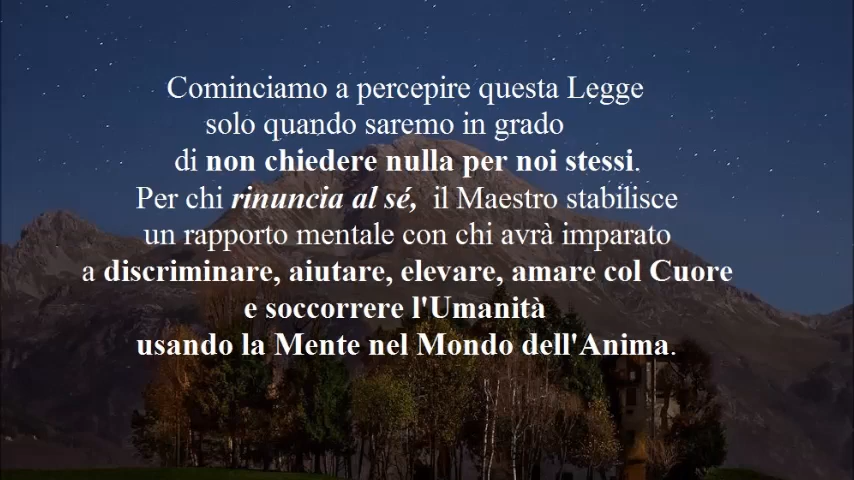 Cominciamo a percepire questa Legge
solo quando saremo in grado
di non chiedere nulla per noi stessi.
Per chi rinuncia al sé, il Maestro stabilisce
un rapporto mentale con chi avrà imparato
a discriminare, aiutare, elevare, amare col Cuore
e soccorrere l'Umanità
usando la Mente nel Mondo dell'Anima.